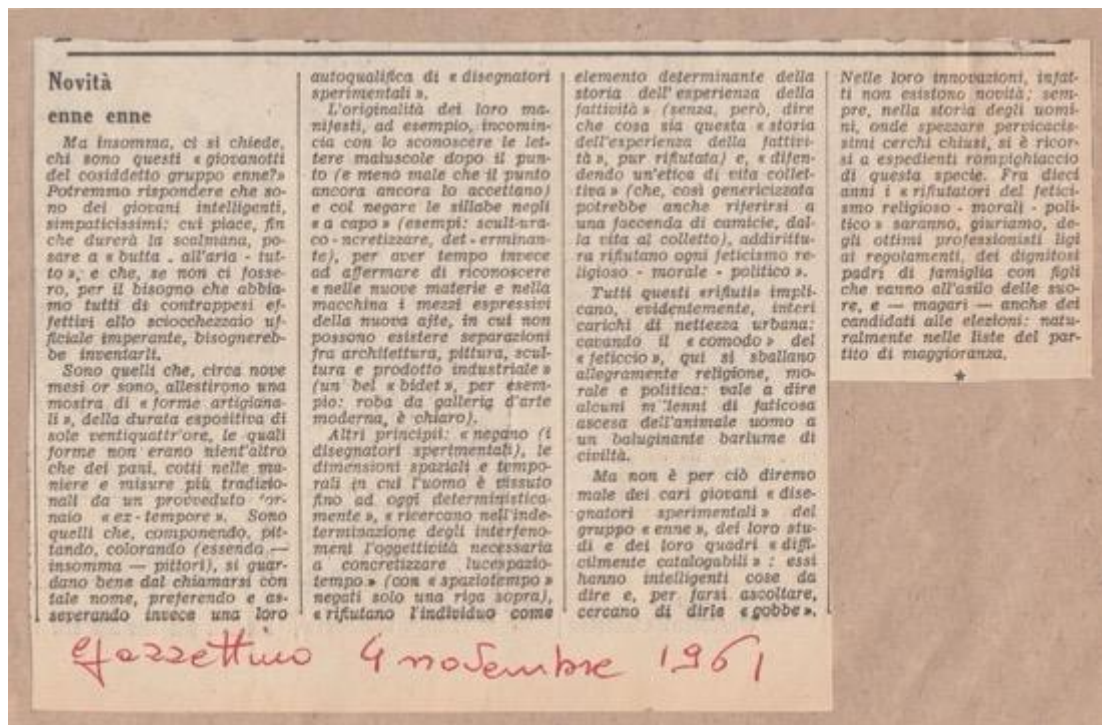 Novità
enne enne
Ma insomma, ci si chiede,
chi sono questi «giovanotti
del cosiddetto gruppo enne?»
Potremmo rispondere che so-
no dei giovani intelligenti,
simpaticissimi: cui piace, fin
che durerà la scalmana, po-
sare a «butta - all'aria - tut-
to», e che, se non ci fosse-
ro, per il bisogno che abbia-
mo tutti di contrappesi ef-
fettivi allo sciocchezzaio uf-
ficiale imperante, bisognereb-
be inventarli.
Sono quelli che, circa nove
mesi or sono, allestirono una
mostra di «forme artigiana-
li», della durata espositiva di
sole ventiquattr'ore, le quali
forme non erano nient'altro
che dei pani, cotti nelle ma-
niere e misure più tradizio-
nali da un provveduto for-
naio «ex-tempore». Sono
quelli che, componendo, pit-
tando, colorando (essendo —
insomma — pittori), si guar-
dano bene dal chiamarsi con
tale nome, preferendo e as-
severando invece una loro
autoqualifica di «disegnatori
sperimentali».
L'originalità dei loro ma-
nifesti, ad esempio, incomin-
cia con lo sconoscere le let-
tere maiuscole dopo il pun-
to (e meno male che il punto
ancora ancora lo accettano)
e col negare le sillabe negli
«a capo» (esempi: scult-ura-
co-ncretizzare, det-erminan-
te), per aver tempo invece
ad affermare di riconoscere
«nelle nuove materie e nella
macchina i mezzi espressivi
della nuova ajte, in cui non
possono esistere separazioni
fra architettura, pittura, scul-
tura e prodotto industriale»
(un bel «bidet», per esem-
pio: roba da galleria d'arte
moderna, è chiaro).
Altri principii: «negano (i
disegnatori sperimentali), le
dimensioni spaziali e tempo-
rali in cui l'uomo è vissuto
fino ad oggi deterministica-
mente», «ricercano nell'inde-
terminazione degli interfeno-
meni l'oggettività necessaria
a concretizzare lucespazio-
tempo» (con «spaziotempo»
negati solo una riga sopra),
«rifiutano l'individuo come
elemento determinante della
storia dell'esperienza della
fattività» (senza, però, dire
che cosa sia questa «storia
dell'esperienza della fattivi-
tà», pur rifiutata) e, «difen-
dendo un'etica di vita collet-
tiva» (che, così genericizzata
potrebbe anche riferirsi a
una faccenda di camicie, dal-
la vita al colletto), addirittu-
ra rifiutano ogni feticismo re-
ligioso - morale - politico».
Tutti questi «rifiuti» impli-
cano, evidentemente, interi
carichi di nettezza urbana:
cavando il «comodo» del
«feticcio», qui si sballano
allegramente religione, mo-
rale e politica: vale a dire
alcuni m'lenni di faticosa
ascesa dell'animale uomo a
un baluginante barlume di
civiltà.
Ma non è per ciò diremo
male dei cari giovani «dise-
gnatori sperimentali» del
gruppo «enne», dei loro stu-
di e dei loro quadri «diffi-
cilmente catalogabili»: essi
hanno intelligenti cose da
dire e, per farsi ascoltare,
cercano di dirle «gobbe».
Nelle loro innovazioni, infat-
ti non esistono novità; sem-
pre, nella storia degli uomi-
ni, onde spezzare pervicacis-
simi cerchi chiusi, si è ricor-
si a espedienti rompighiaccio
di questa specie. Fra dieci
anni i «rifiutatori del fetici-
smo religioso - morali - poli-
tico» saranno, giuriamo, de-
gli ottimi professionisti ligi
ai regolamenti, dei dignitosi
padri di famiglia con figli
che vanno all'asilo delle suo-
re, e — magari — anche dei
candidati alle elezioni: natu-
ralmente nelle liste del par-
tito di maggioranza.
Gazzettino 4 novembre 1961